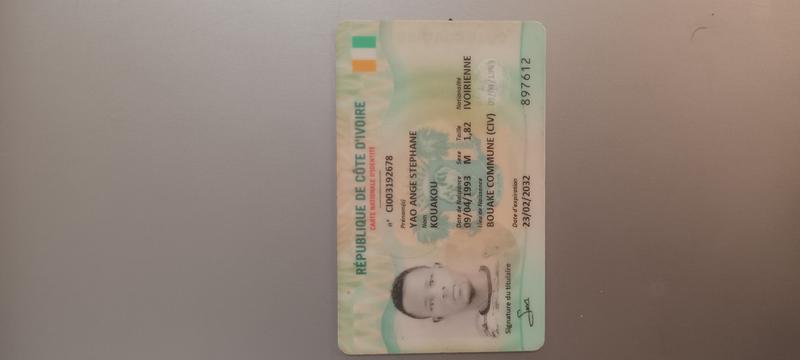 RÉPUBLIQUE DE CÔTE D'IVOIRE
CARTE NATIONALE D'IDENTITÉ
n° CI003192678
Prénom(s)
YAO ANGE STEPHANE
Nom
KOUAKOU
Date de Naissance Sexe Taille Nationalité
09/04/1993 M 1,82 IVOIRIENNE
Lieu de Naissance
BOUAKE COMMUNE (CIV)
Date d'expiration
23/02/2032
897612
Signature du titulaire